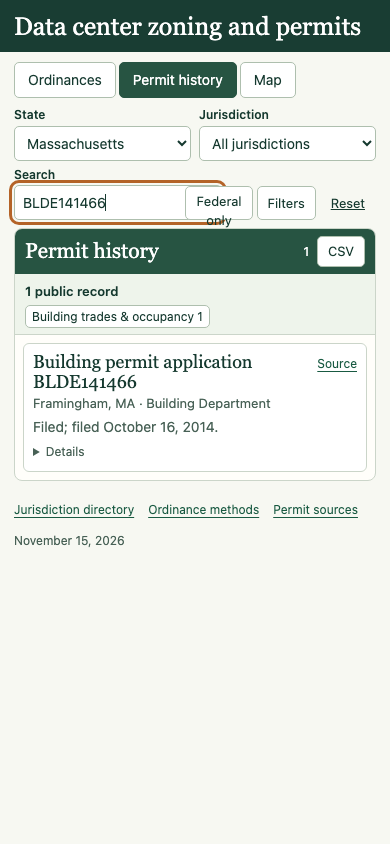 Data center zoning and permits
Ordinances
Permit history
Map
State
Jurisdiction
Massachusetts
All jurisdictions
Search
BLDE141466
Federal
only
Filters
Reset
Permit history
1
CSV
1 public record
Building trades & occupancy 1
Building permit application
BLDE141466
Source
Framingham, MA · Building Department
Filed; filed October 16, 2014.
Details
Jurisdiction directory
Ordinance methods
Permit sources
November 15, 2026